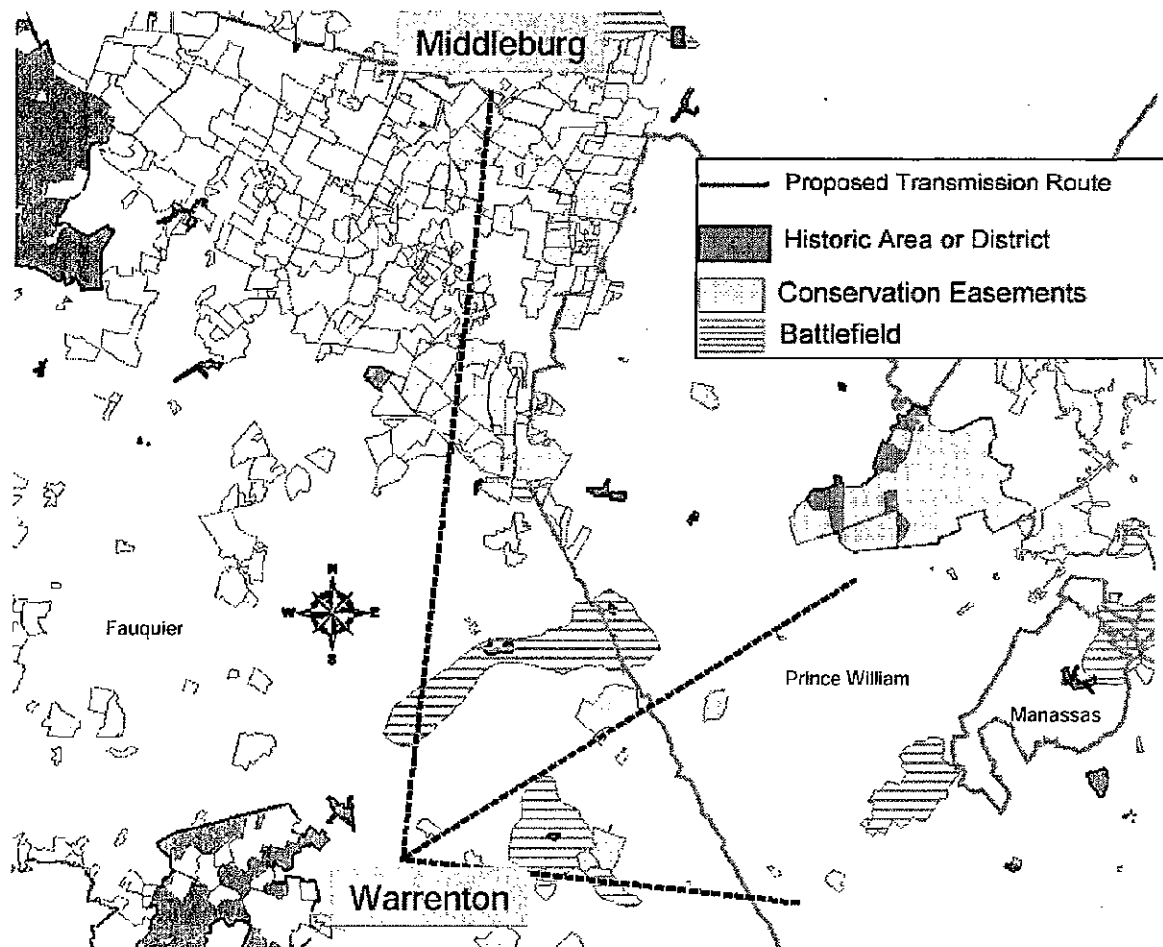 Middleburg
Proposed Transmission Route
Historic Area or District
Conservation Easements
Battlefield
N
W E
S
Fauquier
Prince William
Manassas
Warrenton